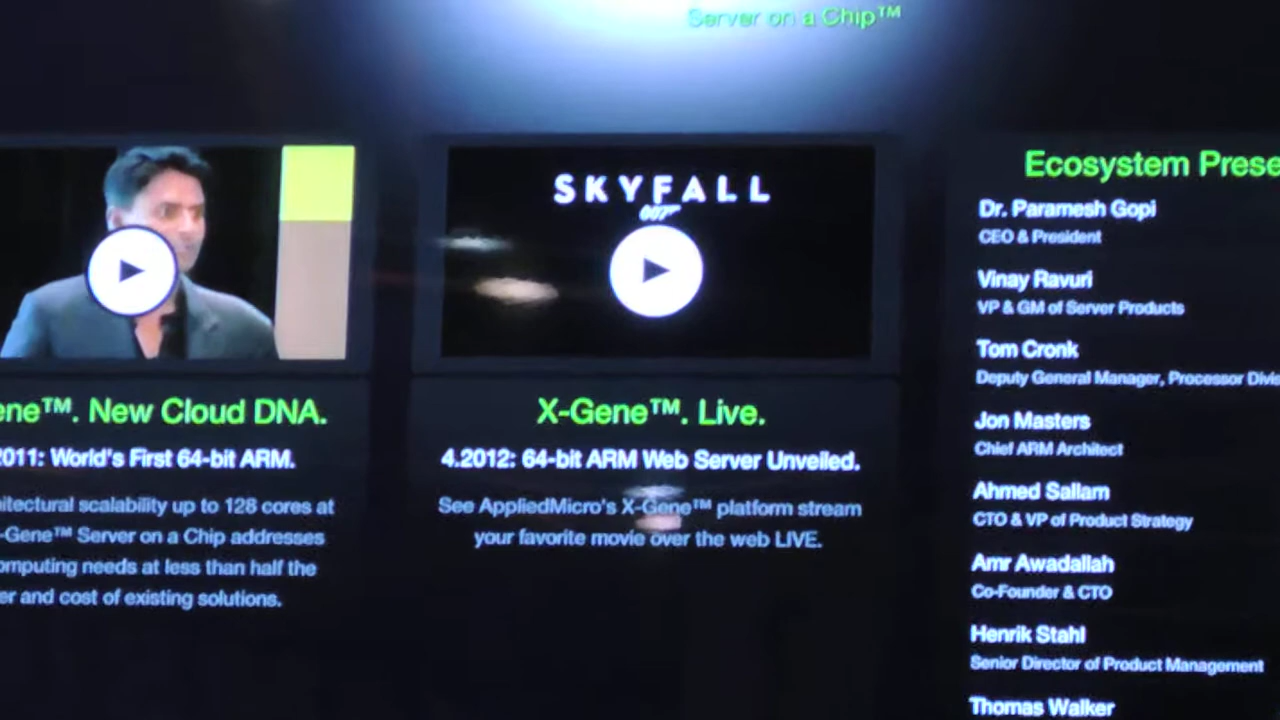 Server on a Chip™
SKYFALL
007
ene™. New Cloud DNA.
2011: World's First 64-bit ARM.
itectural scalability up to 128 cores at
-Gene™ Server on a Chip addresses
omputing needs at less than half the
er and cost of existing solutions.
X-Gene™. Live.
4.2012: 64-bit ARM Web Server Unveiled.
See AppliedMicro's X-Gene™ platform stream
your favorite movie over the web LIVE.
Ecosystem Prese
Dr. Paramesh Gopi
CEO & President
Vinay Ravuri
VP & GM of Server Products
Tom Cronk
Deputy General Manager, Processor Divis
Jon Masters
Chief ARM Architect
Ahmed Sallam
CTO & VP of Product Strategy
Amr Awadallah
Co-Founder & CTO
Henrik Stahl
Senior Director of Product Management
Thomas Walker